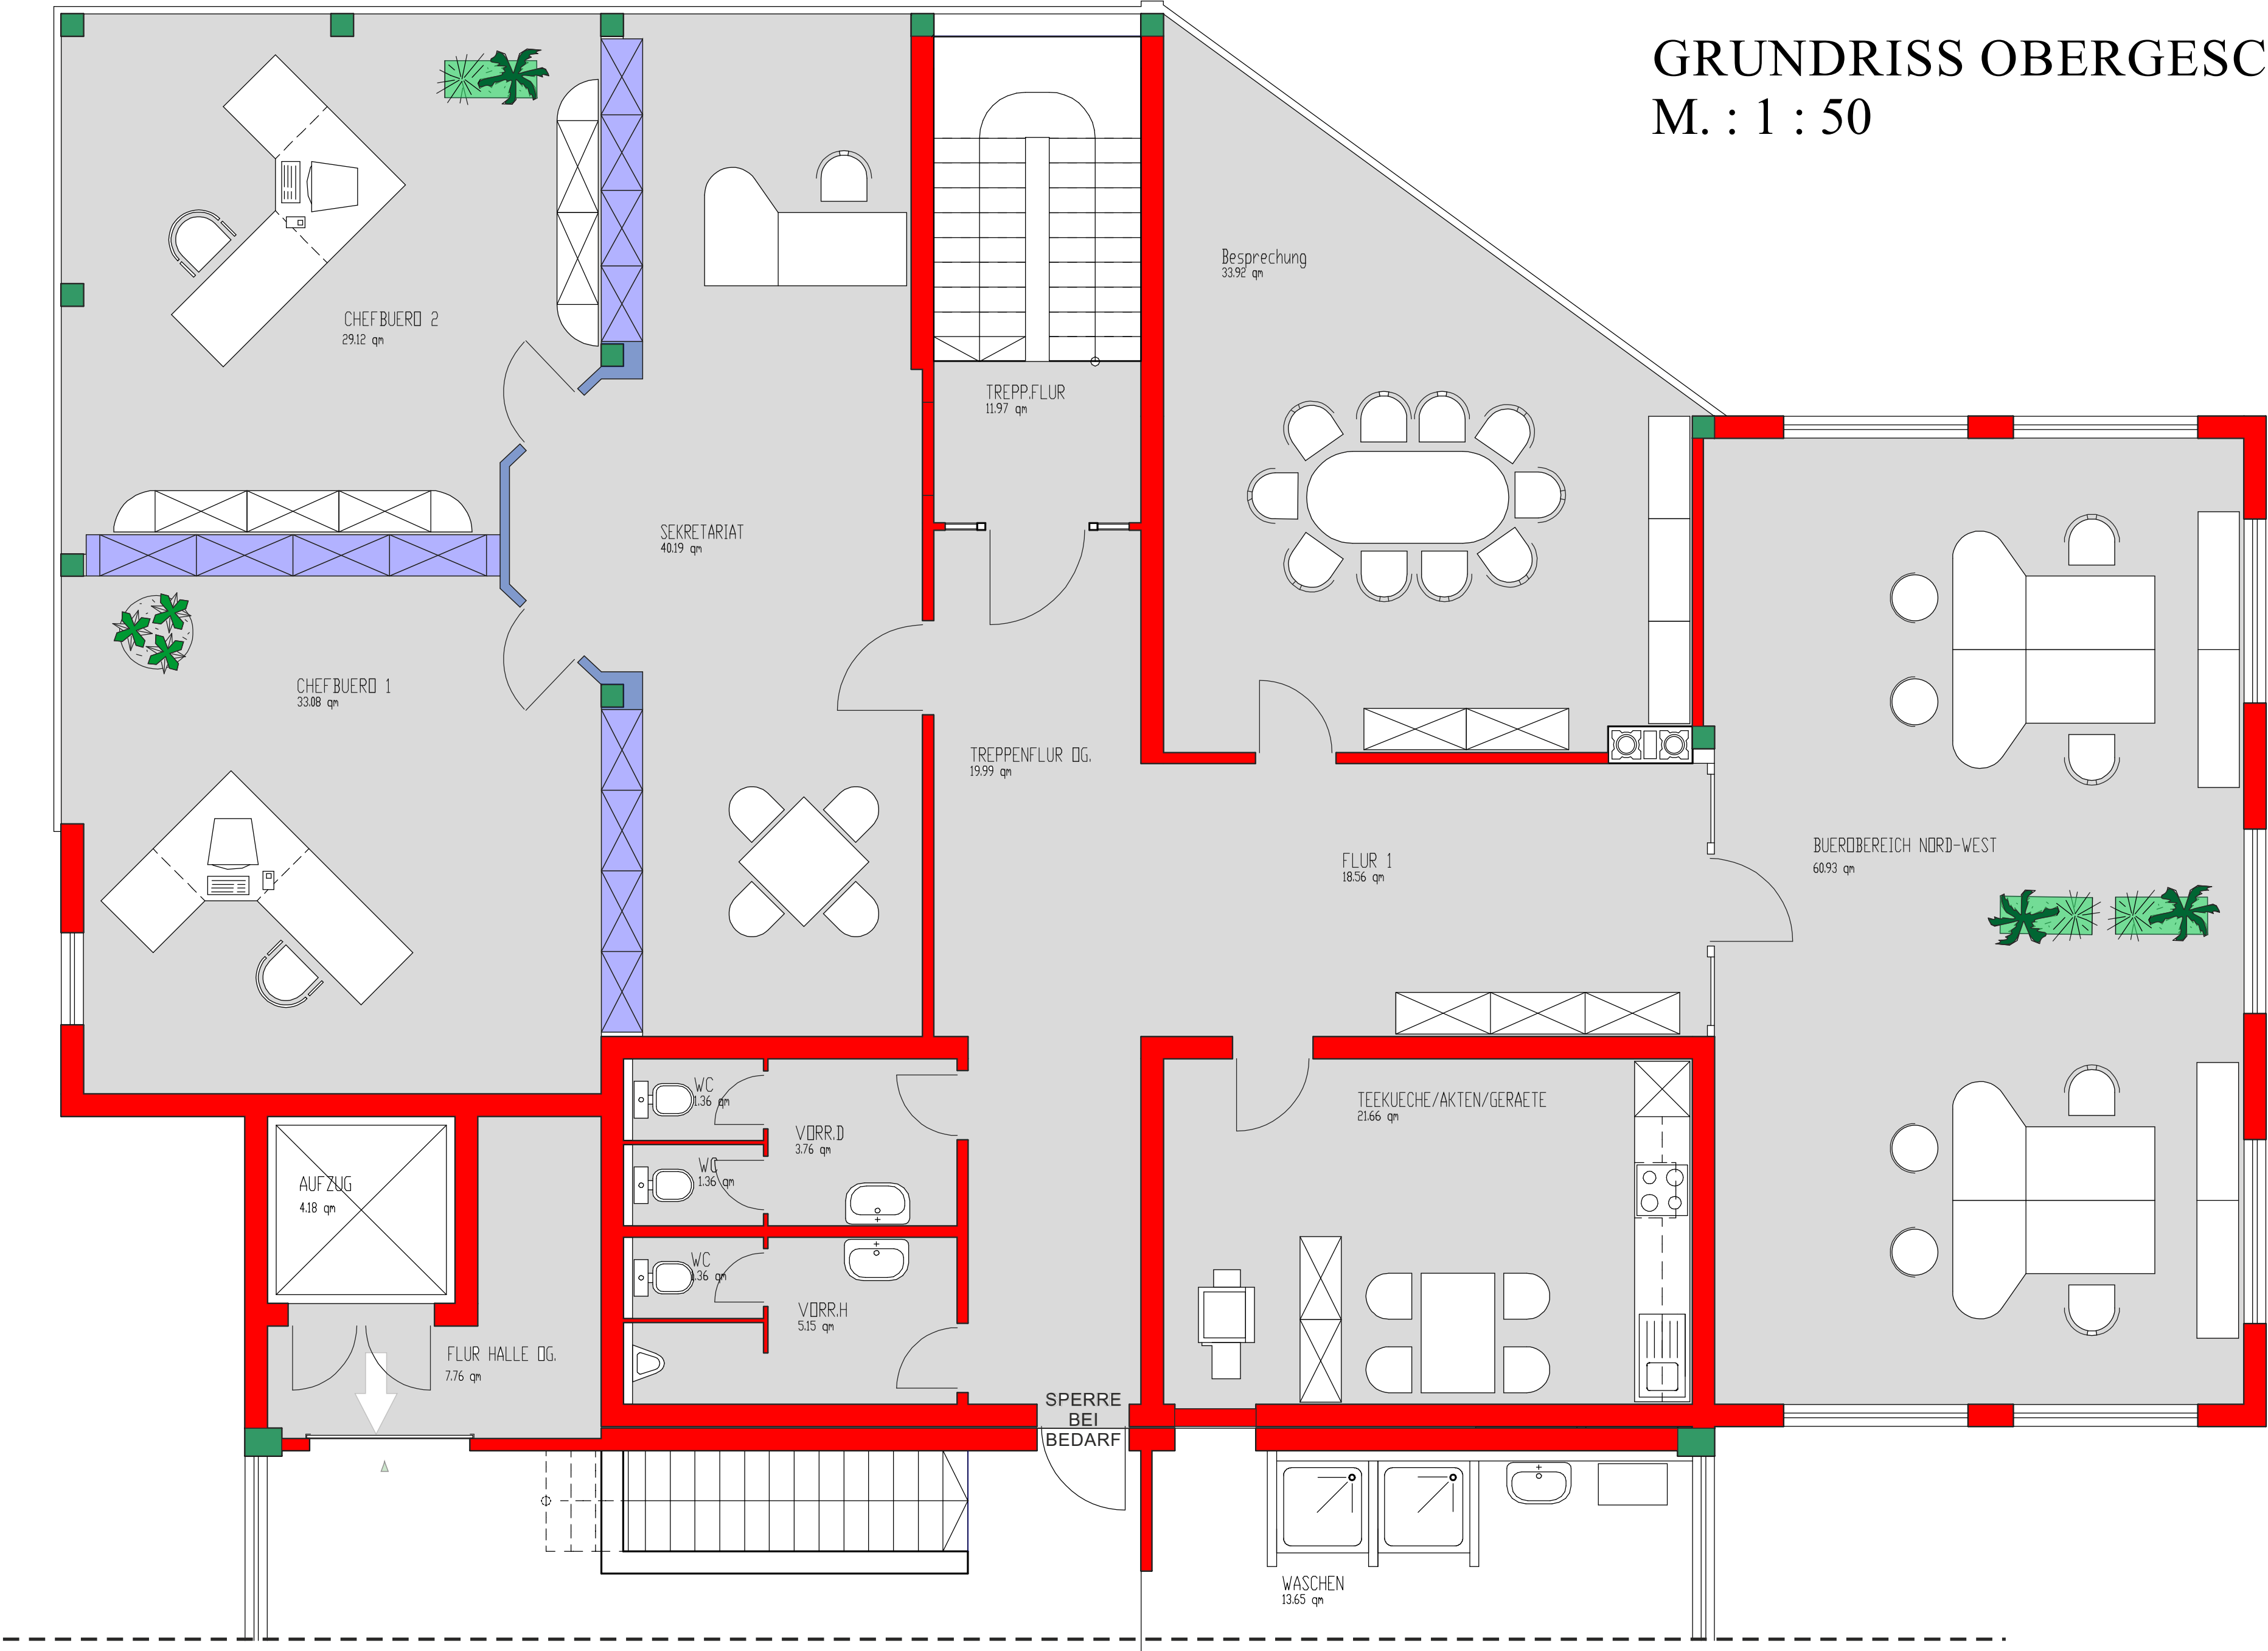 GRUNDRISS OBERGESC
M. : 1 : 50
Besprechung
33.92 qm
CHEFBUERO 2
29.12 qm
TREPP.FLUR
11.97 qm
SEKRETARIAT
40.19 qm
CHEFBUERO 1
33.08 qm
TREPPENFLUR OG.
19.99 qm
FLUR 1
18.56 qm
BUEROBEREICH NORD-WEST
60.93 qm
WC
1.36 qm
VORR.D
3.76 qm
WC
1.36 qm
TEEKUECHE/AKTEN/GERAETE
21.66 qm
AUFZUG
4.18 qm
WC
1.36 qm
VORR.H
5.15 qm
FLUR HALLE OG.
7.76 qm
SPERRE
BEI
BEDARF
WASCHEN
13.65 qm